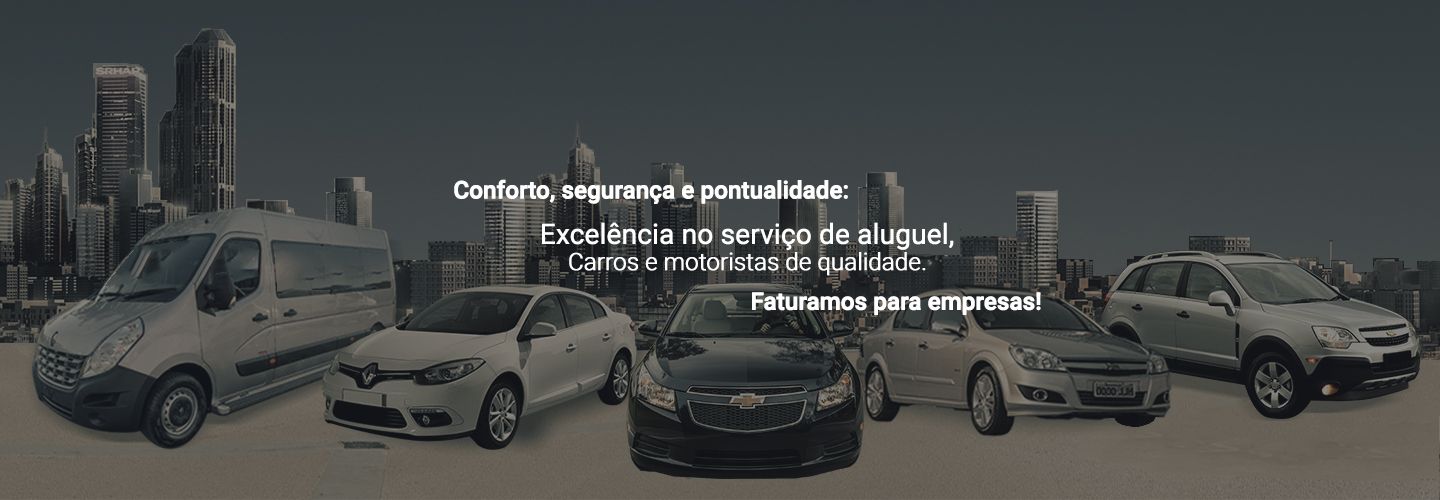 Conforto, segurança e pontualidade:
Excelência no serviço de aluguel,
Carros e motoristas de qualidade.
Faturamos para empresas!